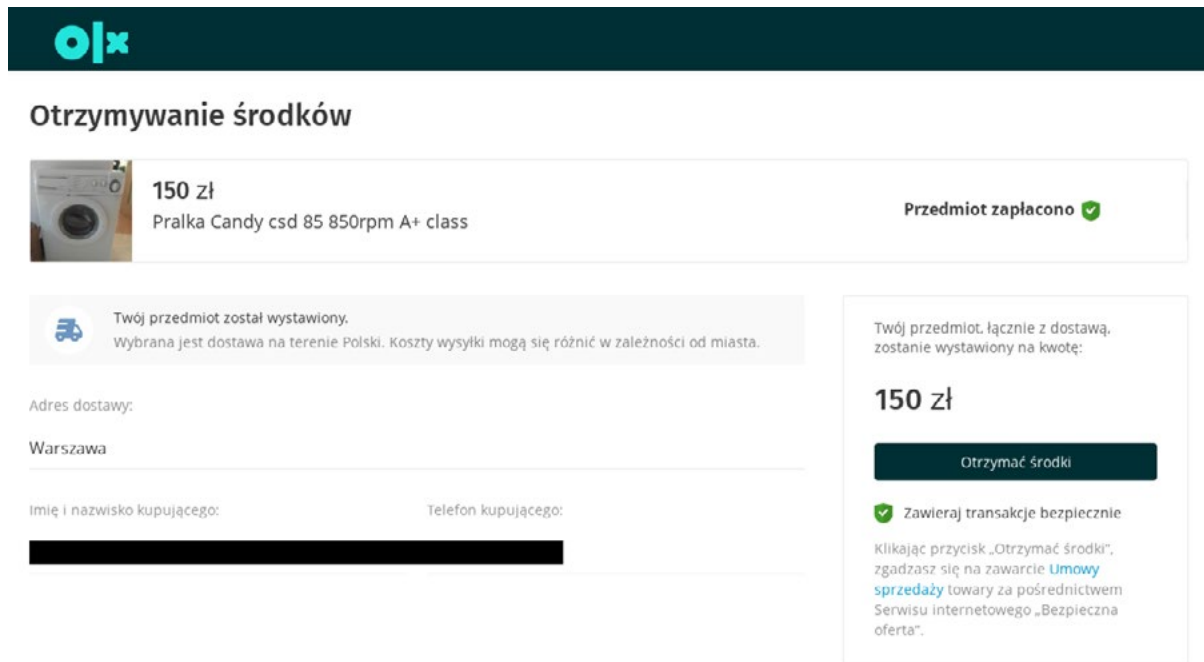 olx
Otrzymywanie środków
150 zł
Pralka Candy csd 85 850rpm A+ class
Przedmiot zapłacono
Twój przedmiot został wystawiony.
Wybrana jest dostawa na terenie Polski. Koszty wysyłki mogą się różnić w zależności od miasta.
Adres dostawy:
Warszawa
Imię i nazwisko kupującego:
Telefon kupującego:
Twój przedmiot, łącznie z dostawą,
zostanie wystawiony na kwotę:
150 zł
Otrzymać środki
Zawieraj transakcje bezpiecznie
Klikając przycisk „Otrzymać środki”,
zgadzasz się na zawarcie Umowy
sprzedaży towary za pośrednictwem
Serwisu internetowego „Bezpieczna
oferta”.